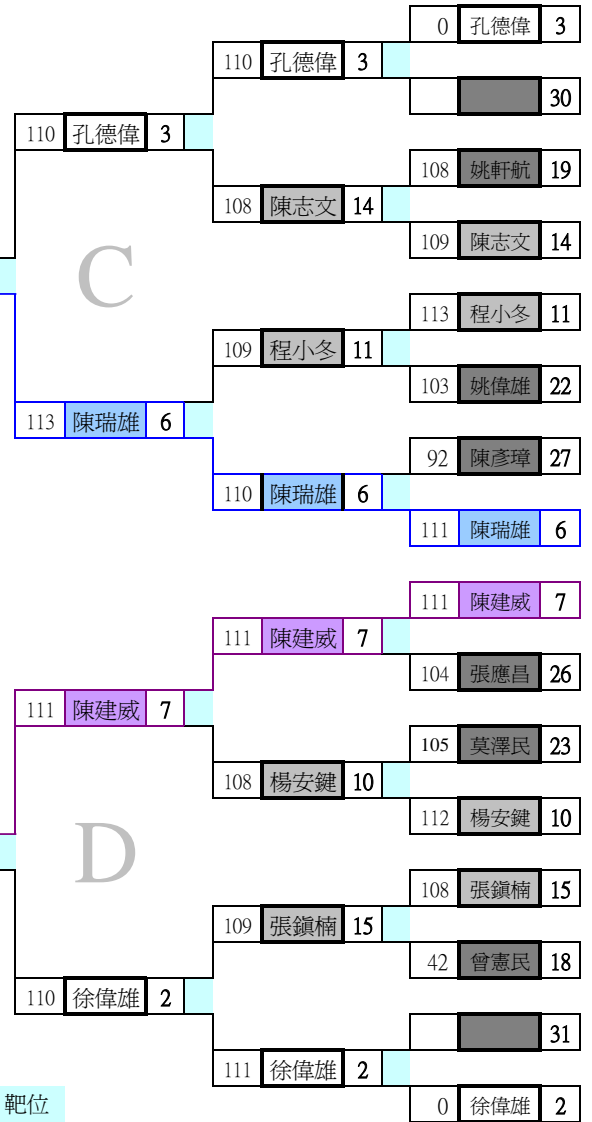 0 孔德偉 3
110 孔德偉 3
30
110 孔德偉 3
108 姚軒航 19
108 陳志文 14
109 陳志文 14
C
113 程小冬 11
109 程小冬 11
103 姚偉雄 22
113 陳瑞雄 6
92 陳彥璋 27
110 陳瑞雄 6
111 陳瑞雄 6
111 陳建威 7
111 陳建威 7
104 張應昌 26
111 陳建威 7
105 莫澤民 23
108 楊安鍵 10
112 楊安鍵 10
D
108 張鎭楠 15
109 張鎭楠 15
42 曾憲民 18
110 徐偉雄 2
31
111 徐偉雄 2
靶位
0 徐偉雄 2